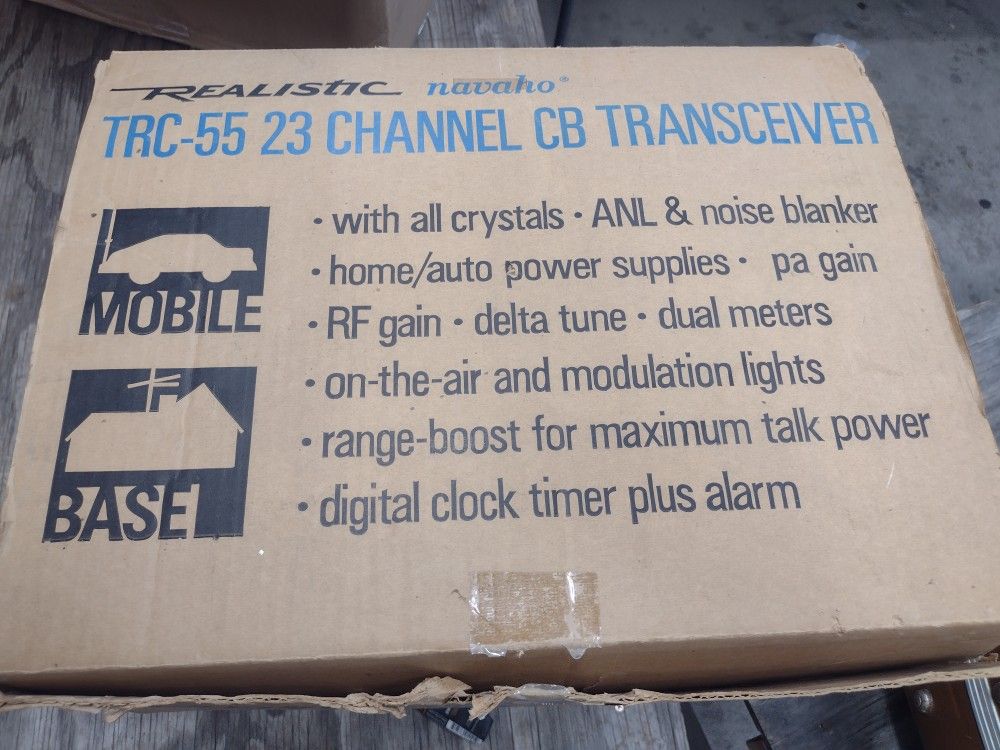 REALISTIC navaho®
TRC-55 23 CHANNEL CB TRANSCEIVER
MOBILE
BASE
• with all crystals • ANL & noise blanker
• home/auto power supplies • pa gain
• RF gain • delta tune • dual meters
• on-the-air and modulation lights
• range-boost for maximum talk power
• digital clock timer plus alarm